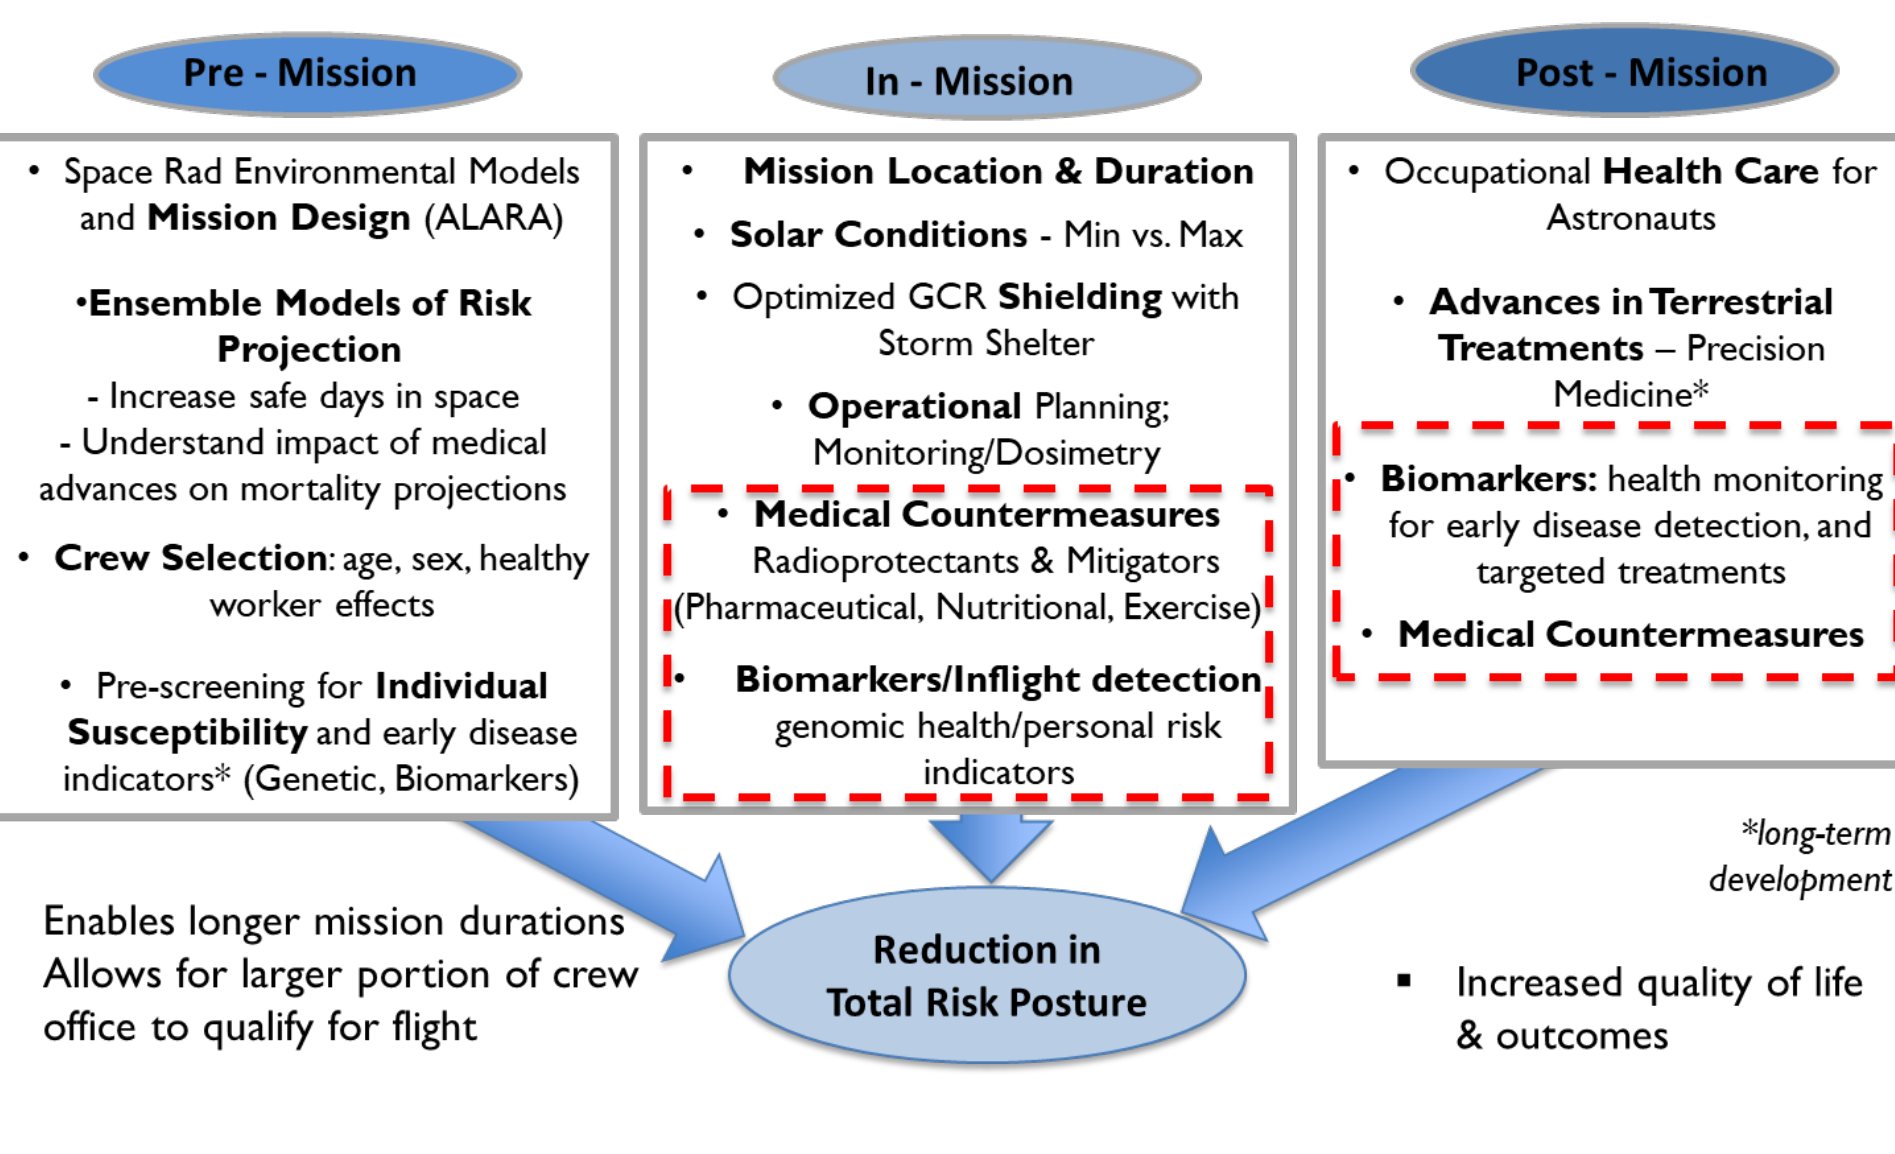 Pre - Mission
• Space Rad Environmental Models
and Mission Design (ALARA)
•Ensemble Models of Risk
Projection
- Increase safe days in space
- Understand impact of medical
advances on mortality projections
• Crew Selection: age, sex, healthy
worker effects
• Pre-screening for Individual
Susceptibility and early disease
indicators* (Genetic, Biomarkers)
In - Mission
• Mission Location & Duration
• Solar Conditions - Min vs. Max
• Optimized GCR Shielding with
Storm Shelter
• Operational Planning;
Monitoring/Dosimetry
• Medical Countermeasures
Radioprotectants & Mitigators
(Pharmaceutical, Nutritional, Exercise)
• Biomarkers/Inflight detection
genomic health/personal risk
indicators
Post - Mission
• Occupational Health Care for
Astronauts
• Advances in Terrestrial
Treatments – Precision
Medicine*
• Biomarkers: health monitoring
for early disease detection, and
targeted treatments
• Medical Countermeasures
*long-term
development
Enables longer mission durations
Allows for larger portion of crew
office to qualify for flight
Reduction in
Total Risk Posture
▪ Increased quality of life
& outcomes